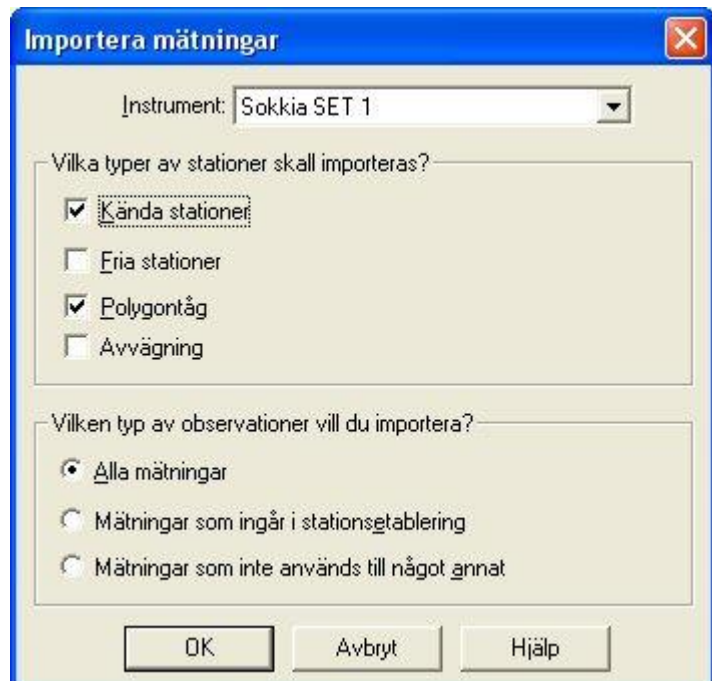 Importera mätningar
Instrument: Sokkia SET 1
Vilka typer av stationer skall importeras?
Kända stationer
Fria stationer
Polygontåg
Avvägning
Vilken typ av observationer vill du importera?
Alla mätningar
Mätningar som ingår i stationsetablering
Mätningar som inte används till något annat
OK Avbryt Hjälp